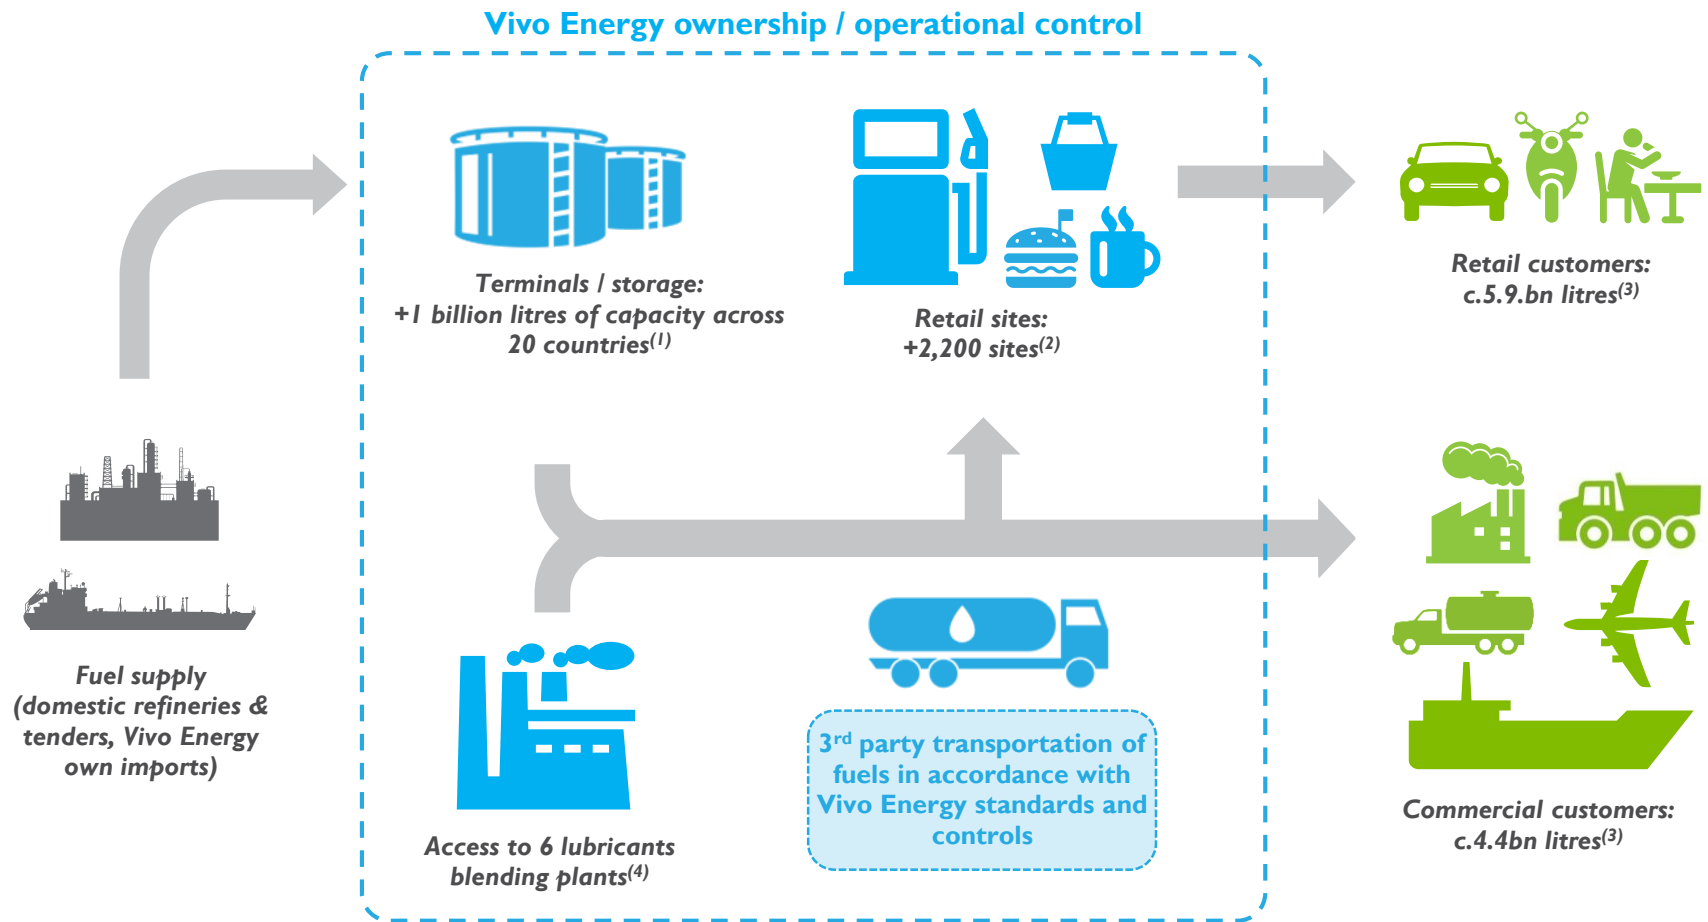 Vivo Energy ownership / operational control
Terminals / storage:
+1 billion litres of capacity across
20 countries(1)
Retail sites:
+2,200 sites(2)
Retail customers:
c.5.9.bn litres(3)
Fuel supply
(domestic refineries &
tenders, Vivo Energy
own imports)
Access to 6 lubricants
blending plants(4)
3rd party transportation of
fuels in accordance with
Vivo Energy standards and
controls
Commercial customers:
c.4.4bn litres(3)